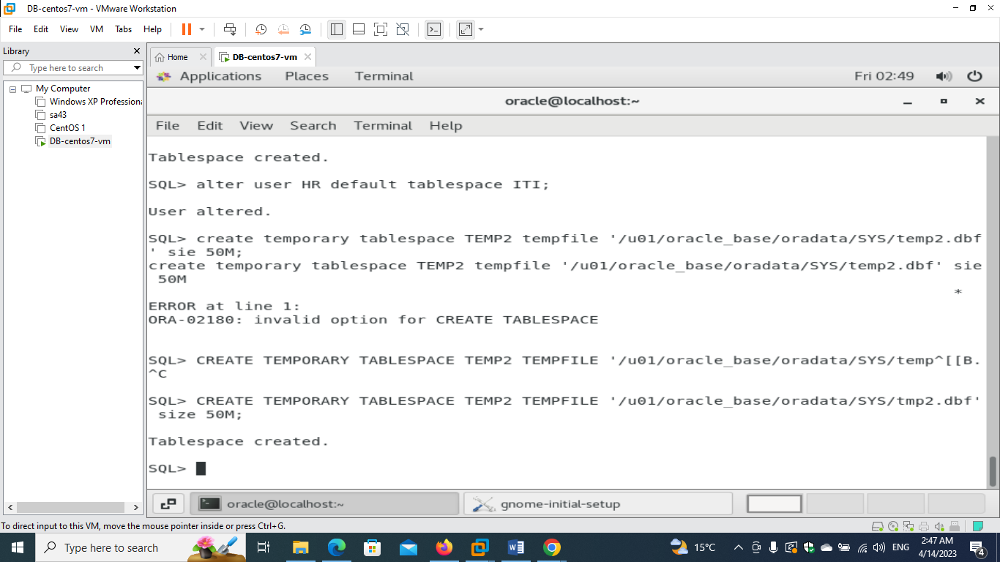 DB-centos7-vm - VMware Workstation
File Edit View VM Tabs Help
Library
Home
DB-centos7-vm
Type here to search
My Computer
Windows XP Professiona
sa43
CentOS 1
DB-centos7-vm
Applications Places Terminal Fri 02:49
oracle@localhost:~
File Edit View Search Terminal Help
Tablespace created.
SQL> alter user HR default tablespace ITI;
User altered.
SQL> create temporary tablespace TEMP2 tempfile '/u01/oracle_base/oradata/SYS/temp2.dbf
' sie 50M;
create temporary tablespace TEMP2 tempfile '/u01/oracle_base/oradata/SYS/temp2.dbf' sie
 50M
*
ERROR at line 1:
ORA-02180: invalid option for CREATE TABLESPACE
SQL> CREATE TEMPORARY TABLESPACE TEMP2 TEMPFILE '/u01/oracle_base/oradata/SYS/temp^[[B.
^C
SQL> CREATE TEMPORARY TABLESPACE TEMP2 TEMPFILE '/u01/oracle_base/oradata/SYS/tmp2.dbf'
 size 50M;
Tablespace created.
SQL>
oracle@localhost:~
gnome-initial-setup
To direct input to this VM, move the mouse pointer inside or press Ctrl+G.
Type here to search
15°C
ENG
2:47 AM
4/14/2023
4